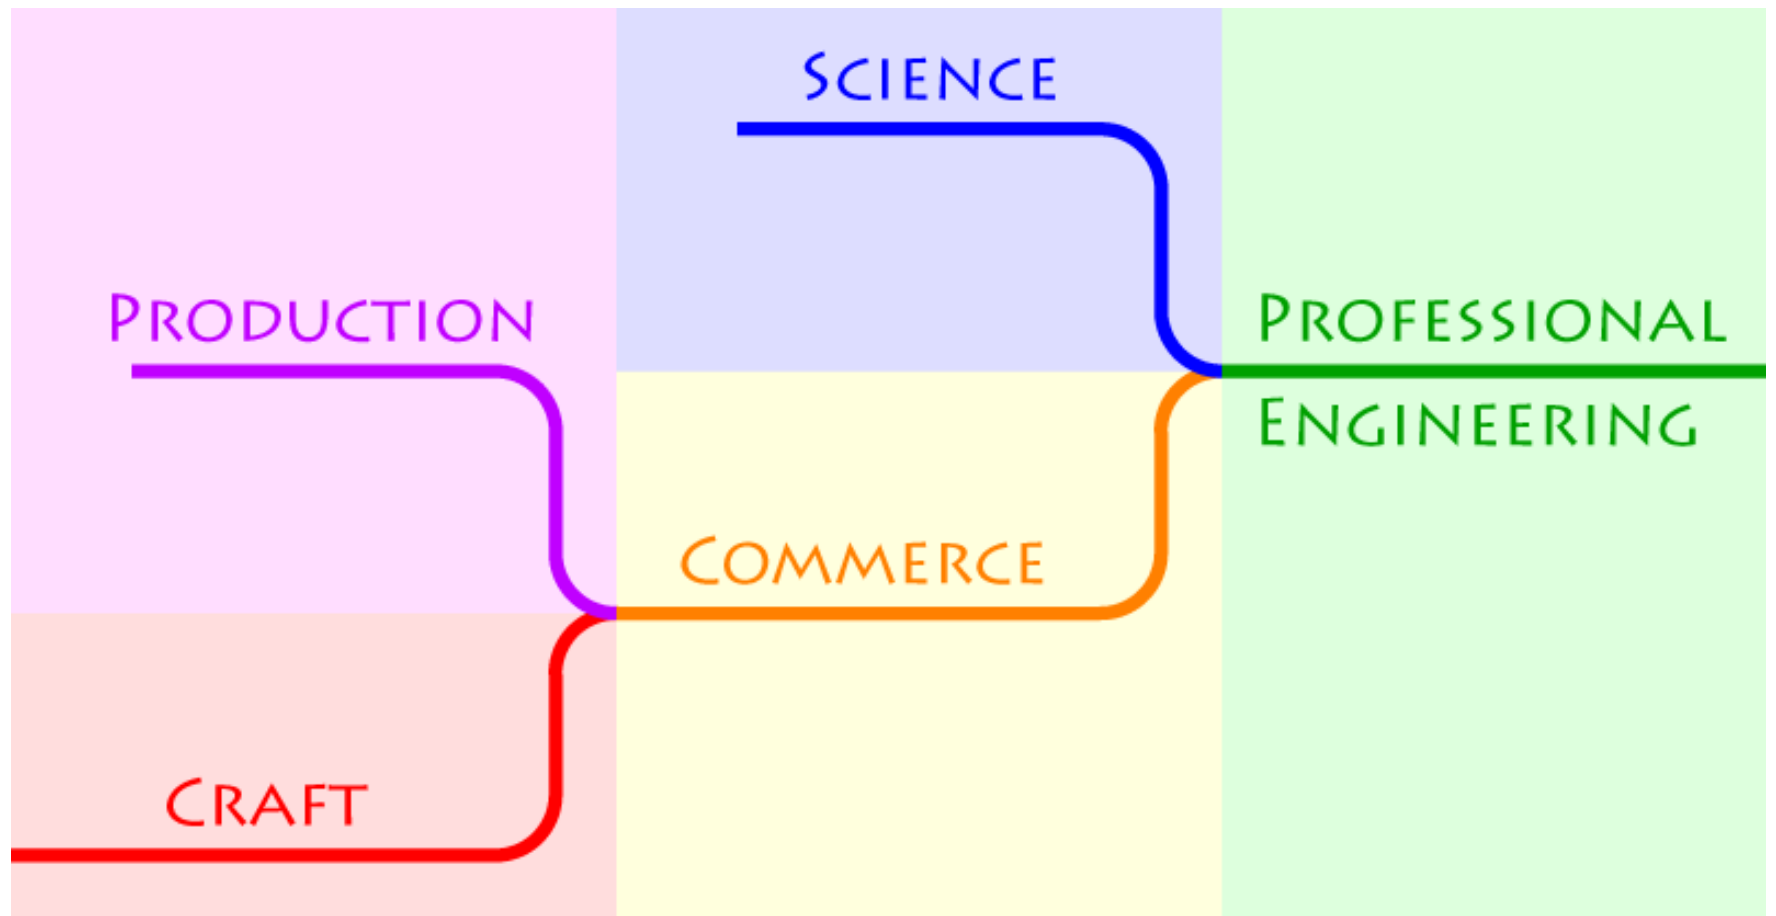 Science
Production
Professional
Engineering
Commerce
Craft